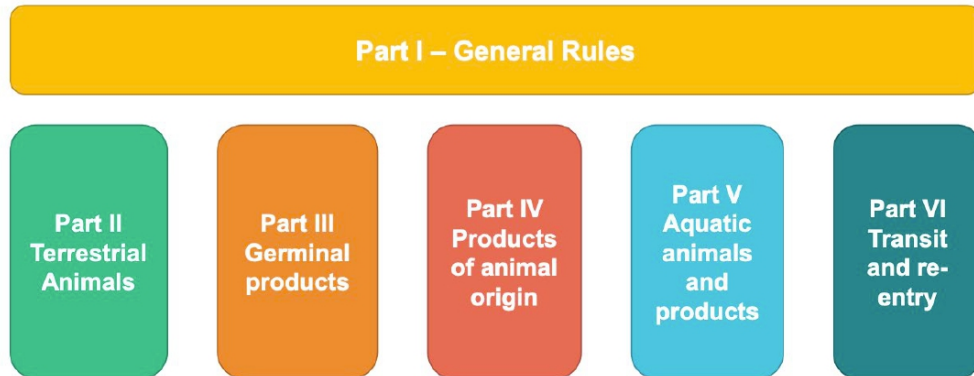 Part I – General Rules
Part II
Terrestrial
Animals
Part III
Germinal
products
Part IV
Products
of animal
origin
Part V
Aquatic
animals
and
products
Part VI
Transit
and re-
entry